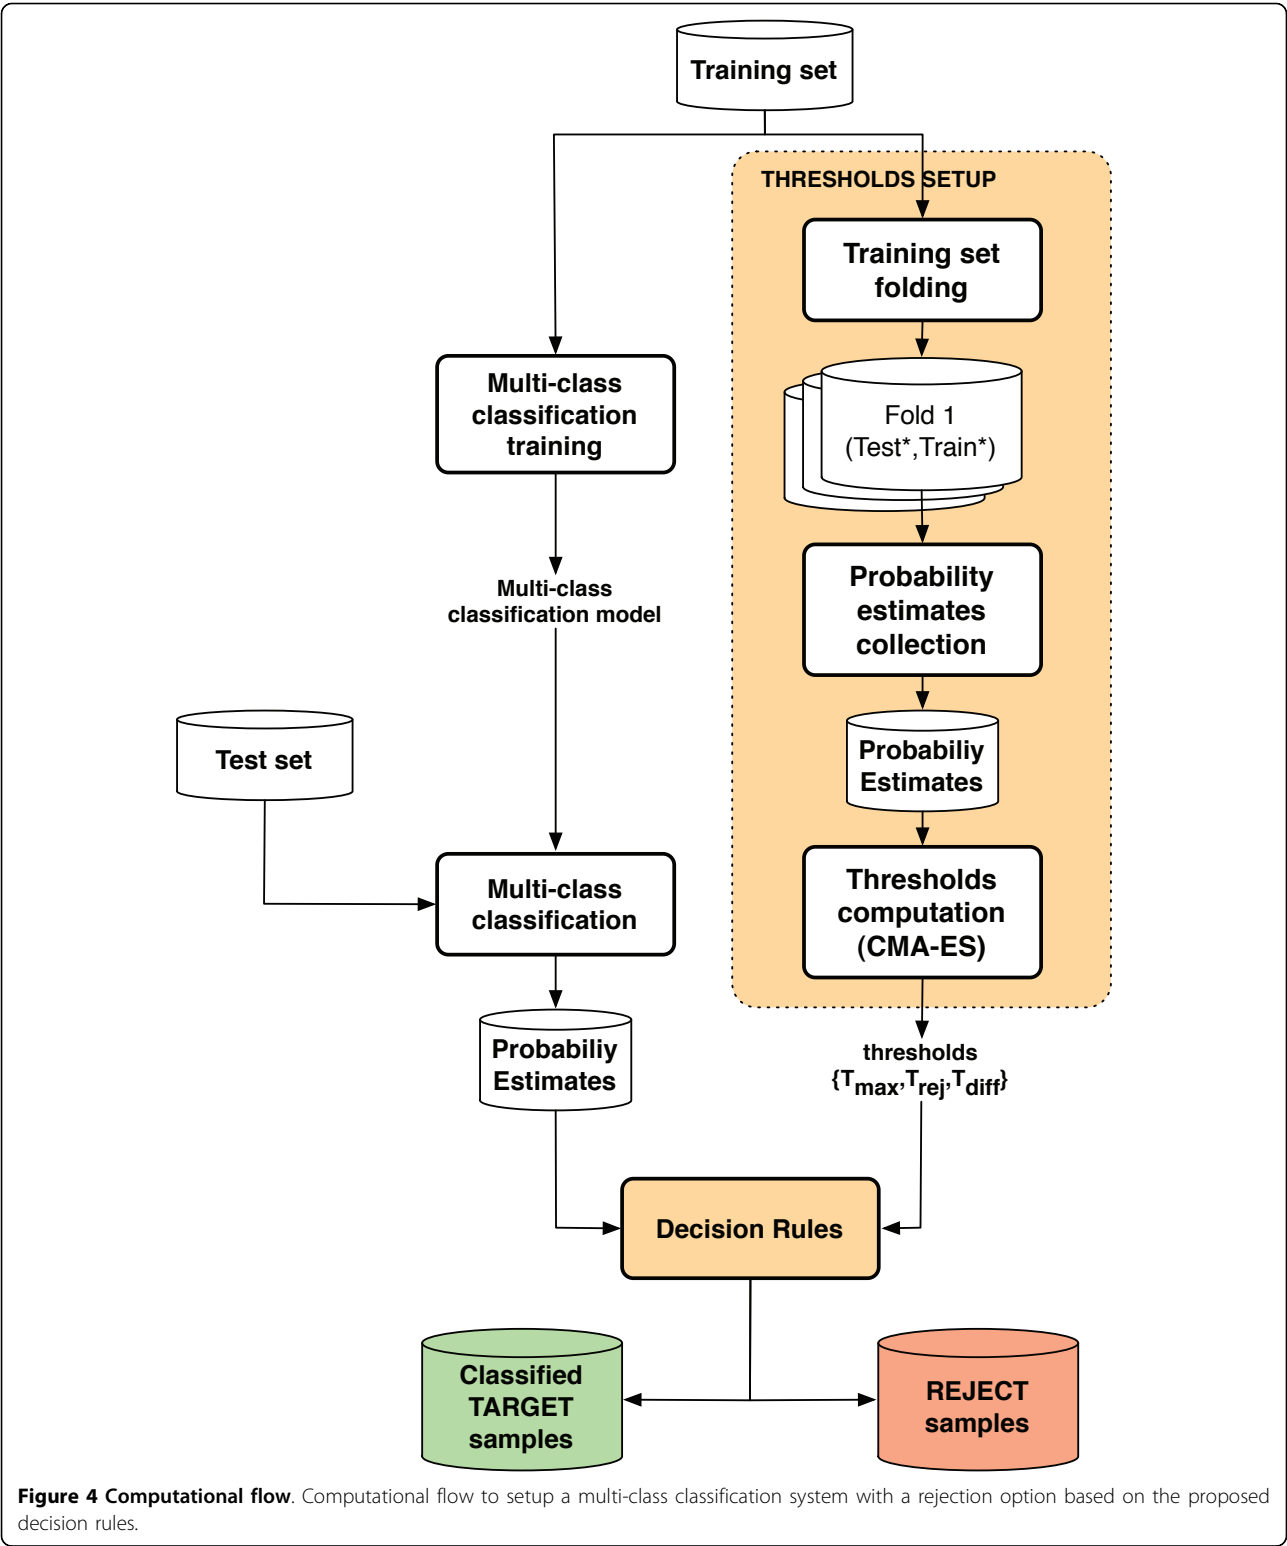 Training set
THRESHOLDS SETUP
Training set
folding
Fold 1
(Test*,Train*)
Multi-class
classification
training
Probability
estimates
collection
Multi-class
classification model
Test set
Probabiliy
Estimates
Multi-class
classification
Thresholds
computation
(CMA-ES)
Probabiliy
Estimates
thresholds
{Tmax,Trej,Tdiff}
Decision Rules
Classified
TARGET
samples
REJECT
samples
Figure 4 Computational flow. Computational flow to setup a multi-class classification system with a rejection option based on the proposed
decision rules.